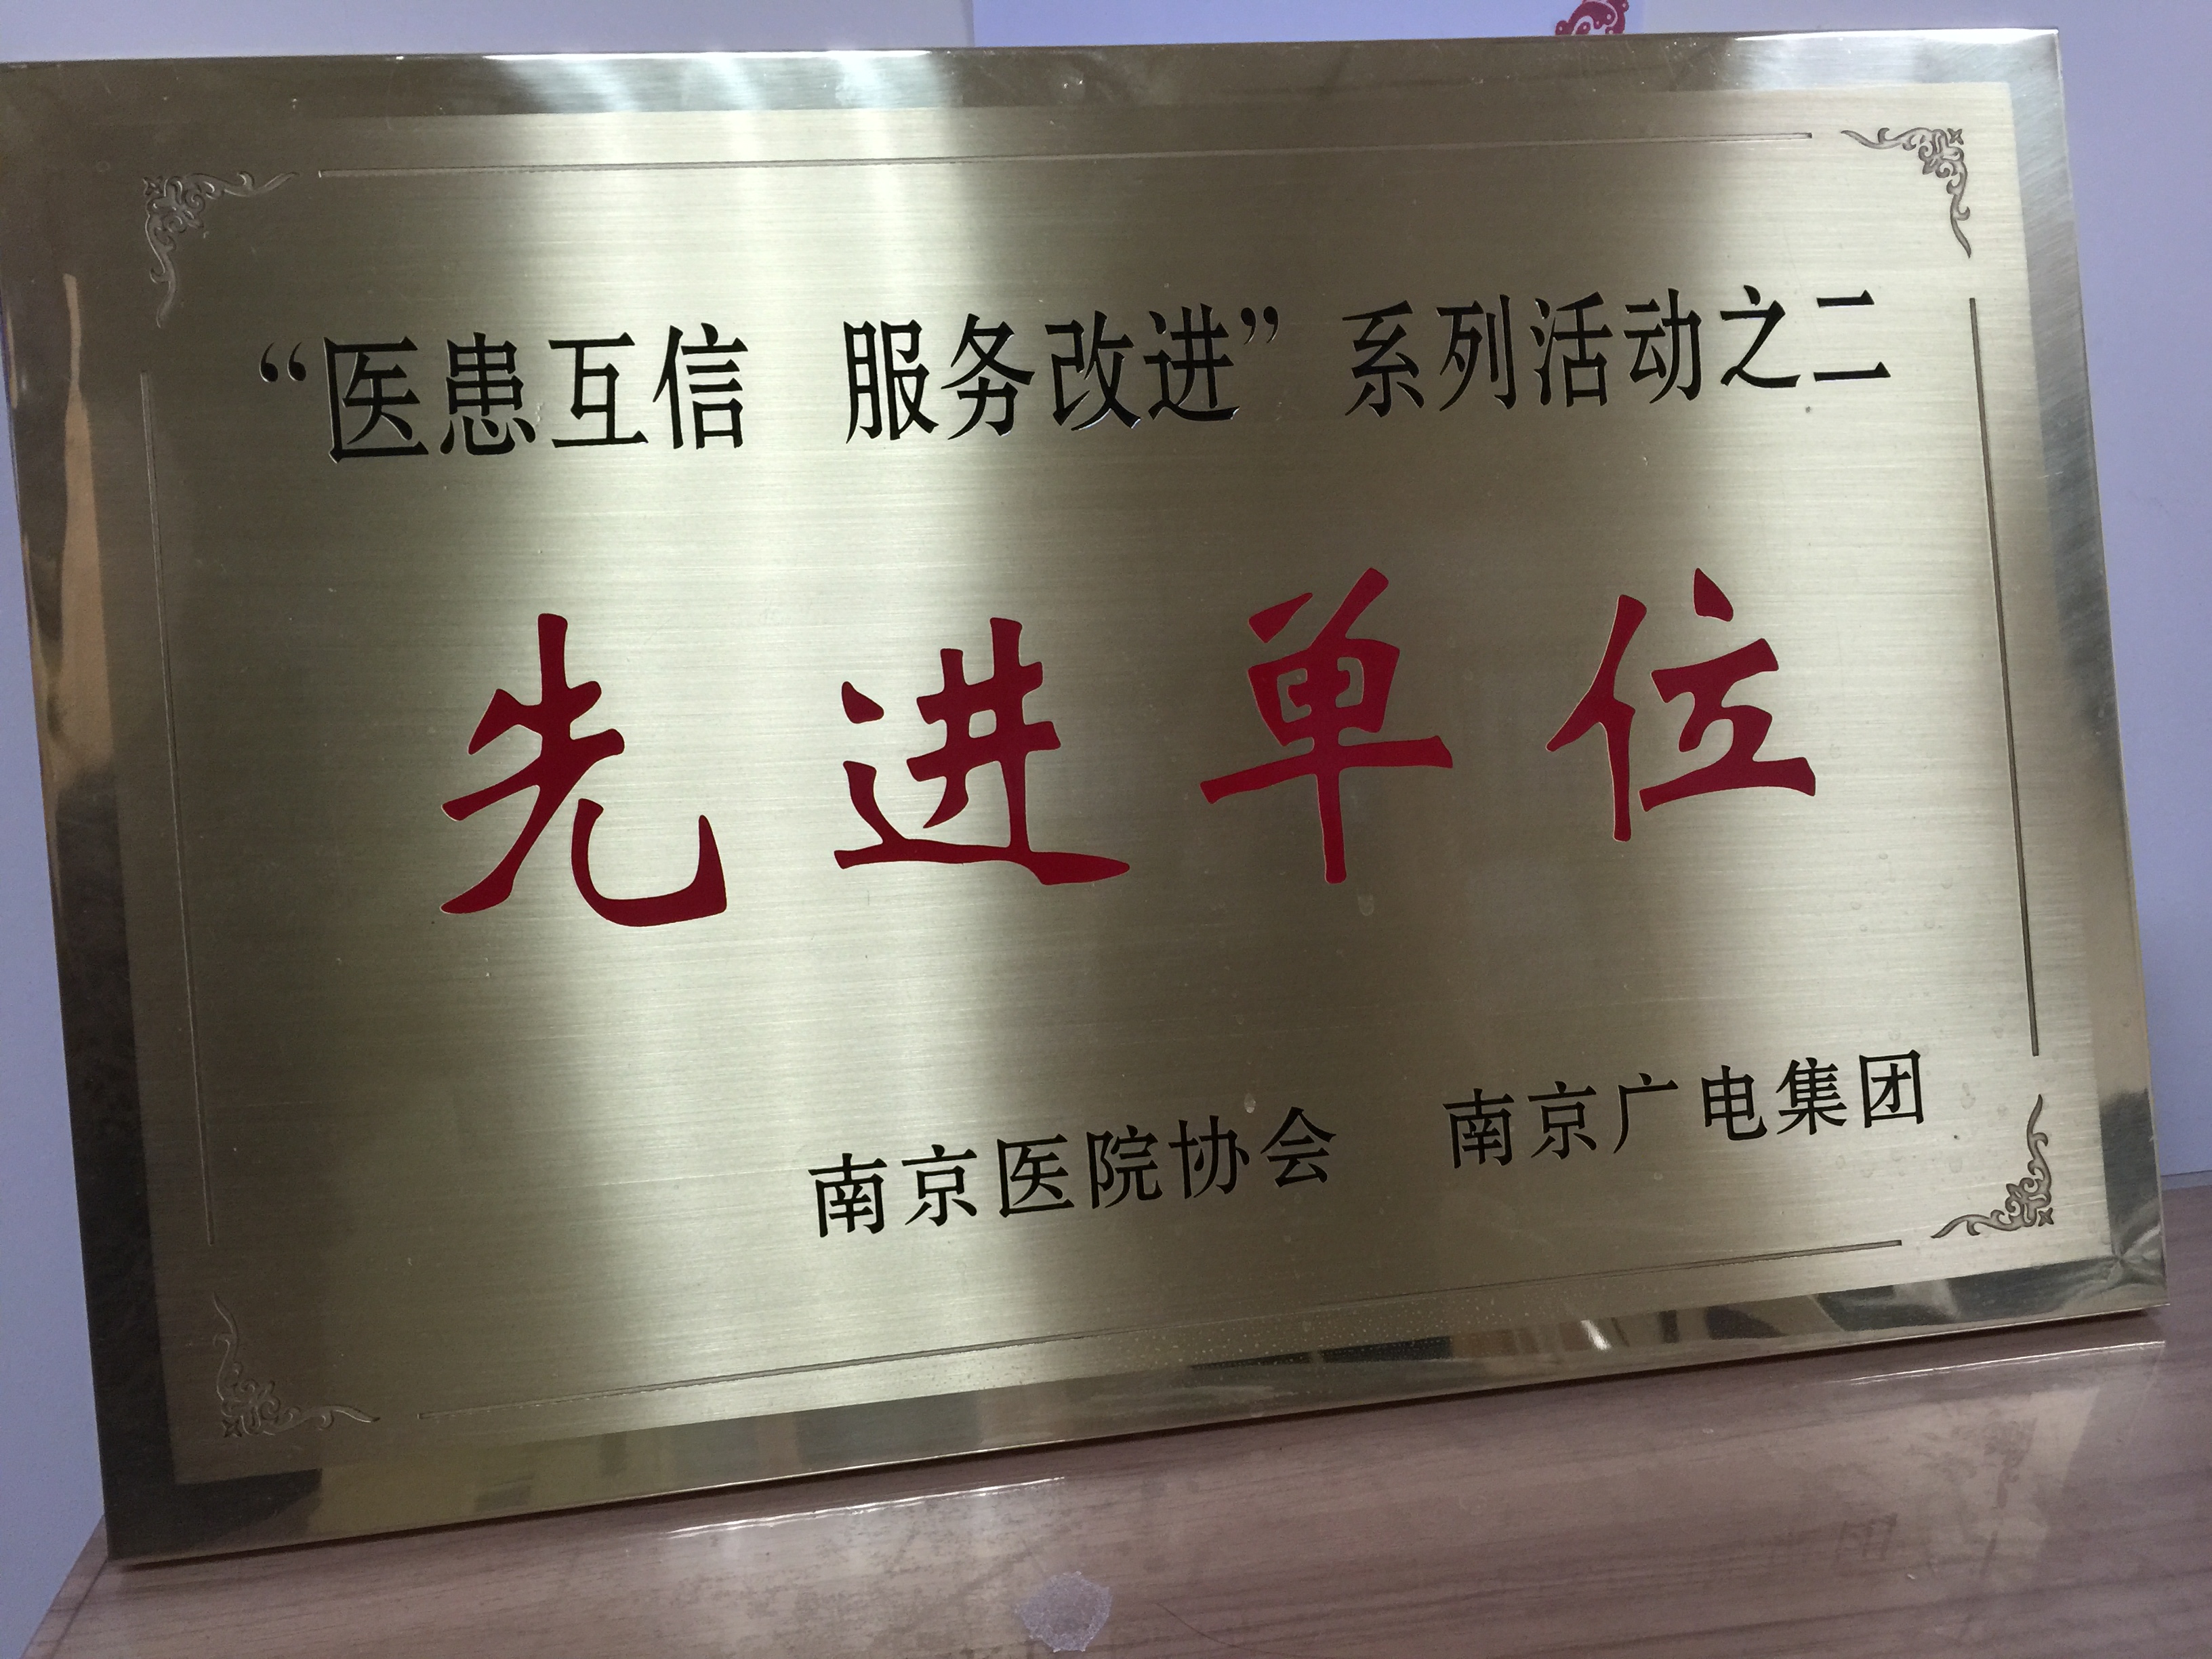 “医患互信 服务改进”系列活动之二
先进单位
南京医院协会 南京广电集团